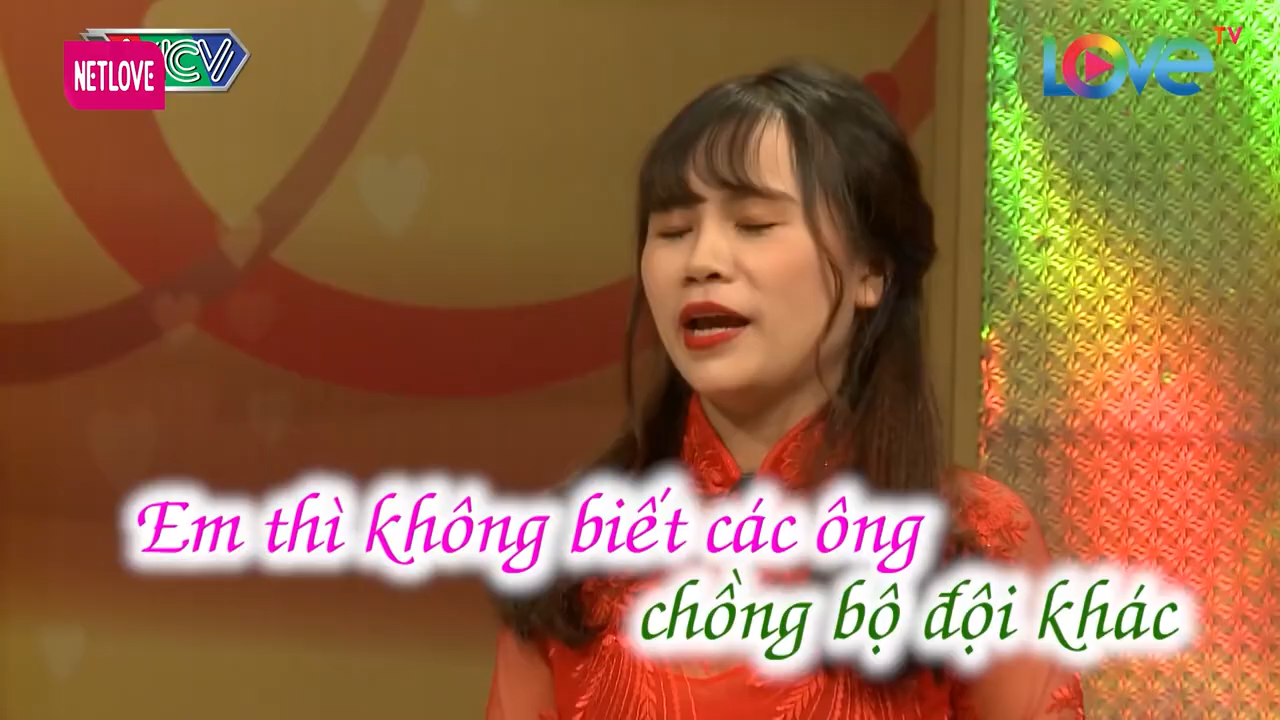 NETLOVE
LOVE TV
Em thì không biết các ông
chồng bộ đội khác